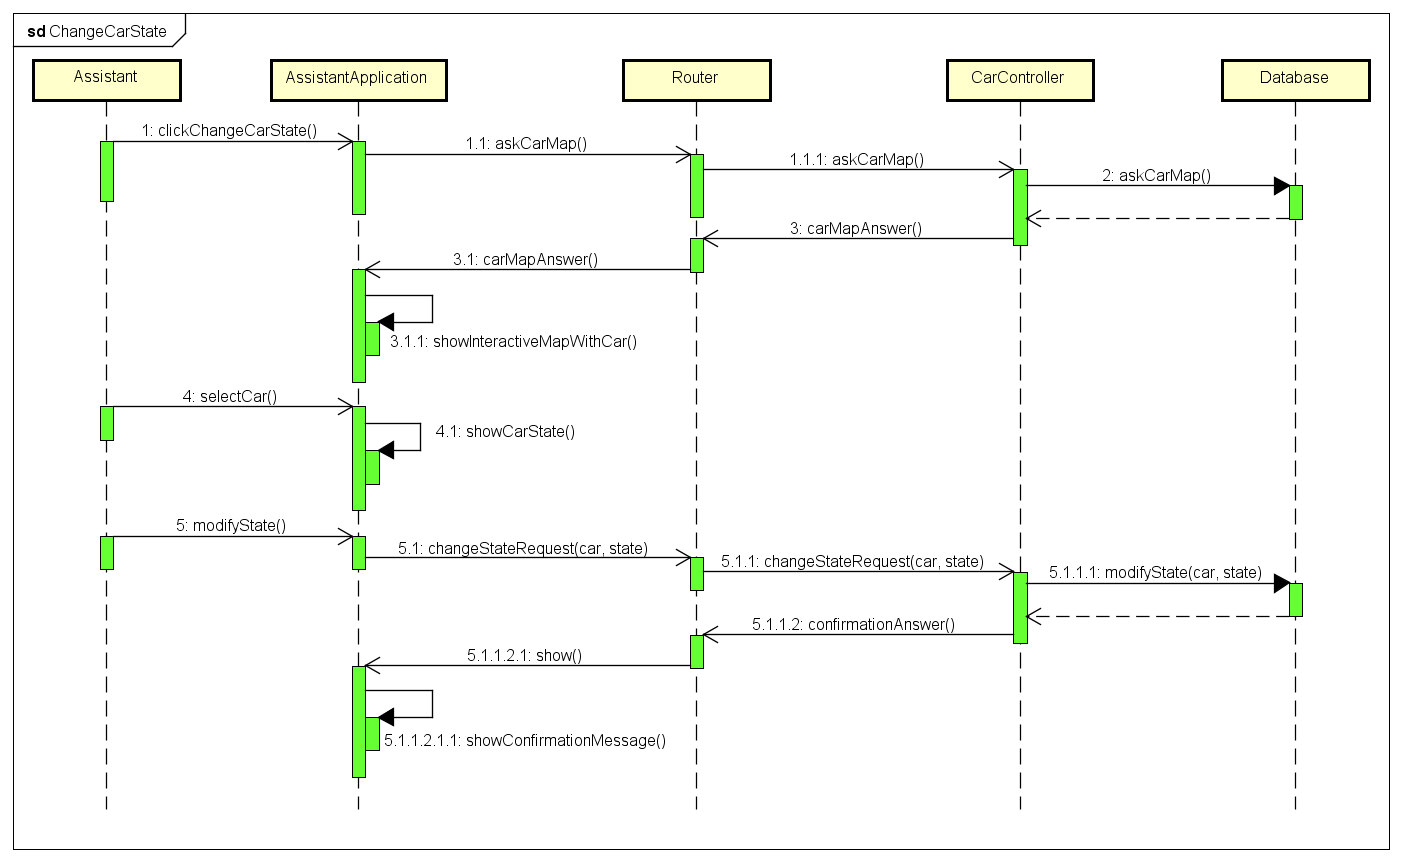 sd ChangeCarState
Assistant
AssistantApplication
Router
CarController
Database
1: clickChangeCarState()
1.1: askCarMap()
1.1.1: askCarMap()
2: askCarMap()
3: carMapAnswer()
3.1: carMapAnswer()
3.1.1: showInteractiveMapWithCar()
4: selectCar()
4.1: showCarState()
5: modifyState()
5.1: changeStateRequest(car, state)
5.1.1: changeStateRequest(car, state)
5.1.1.1: modifyState(car, state)
5.1.1.2: confirmationAnswer()
5.1.1.2.1: show()
5.1.1.2.1.1: showConfirmationMessage()